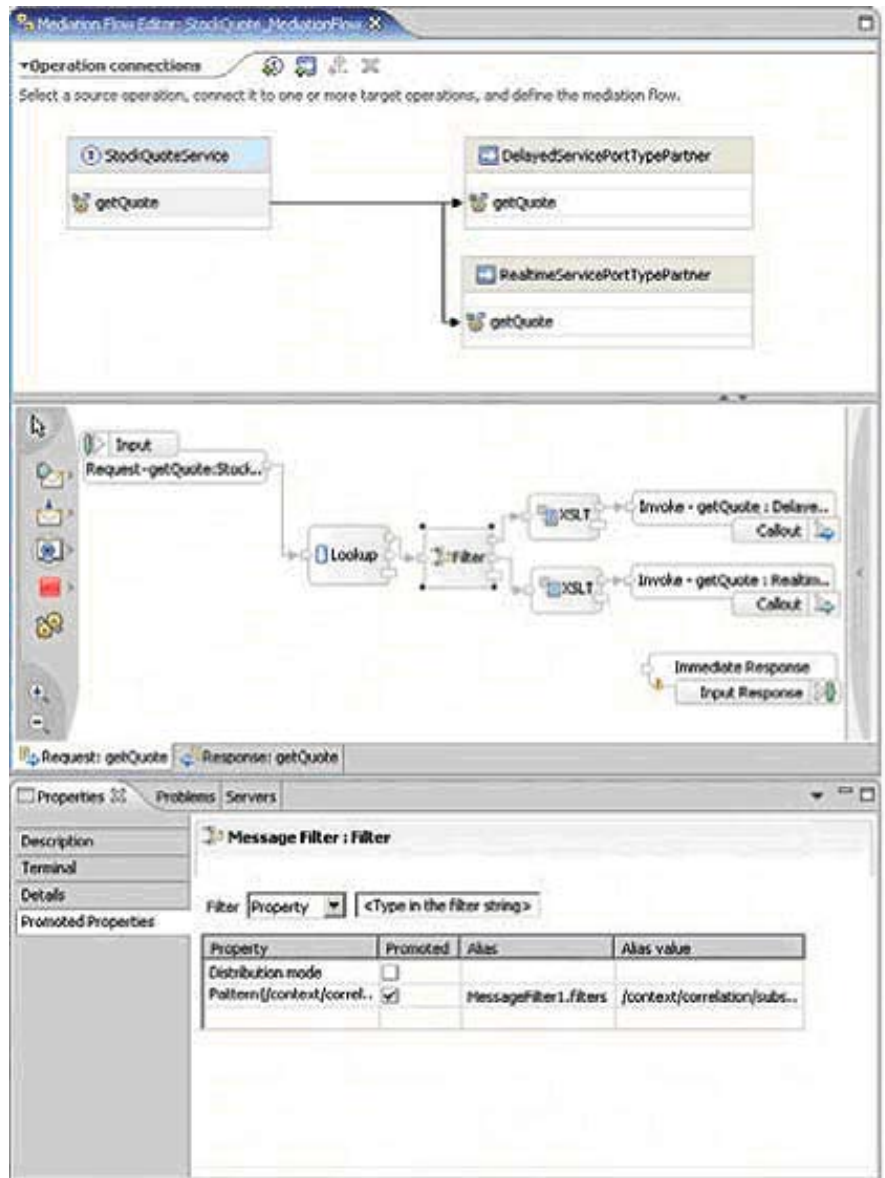 Mediation Flow Editor: StockQuote_MediationFlow
Operation connections
Select a source operation, connect it to one or more target operations, and define the mediation flow.
StockQuoteService
getQuote
DelayedServicePortTypePartner
getQuote
RealtimeServicePortTypePartner
getQuote
Input
Request-getQuote:Stock..
Lookup
Filter
XSLT
Invoke - getQuote : Delaye..
Callout
XSLT
Invoke - getQuote : Realtim..
Callout
Immediate Response
Input Response
Request: getQuote
Response: getQuote
Properties
Problems
Servers
Description
Terminal
Details
Promoted Properties
Message Filter : Filter
Filter Property <Type in the filter string>
Property Promoted Alias Alias value
Distribution mode
Pattern(/context/correl.. MessageFilter1.filters /context/correlation/subs...